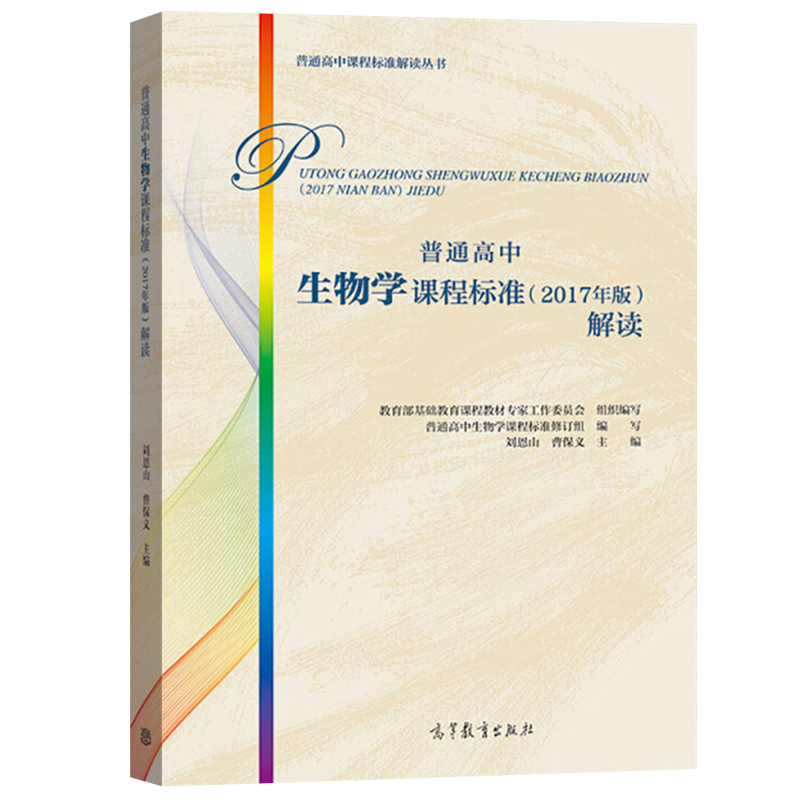 普通高中课程标准解读丛书
PUTONG GAOZHONG SHENGWUXUE KECHENG BIAOZHUN
(2017 NIAN BAN) JIEDU
普通高中
生物学课程标准(2017年版)
解读
教育部基础教育课程教材专家工作委员会 组织编写
普通高中生物学课程标准修订组 编 写
刘恩山 曹保义 主 编
高等教育出版社
普通高中生物学课程标准(2017年版)解读
刘恩山 曹保义 主编